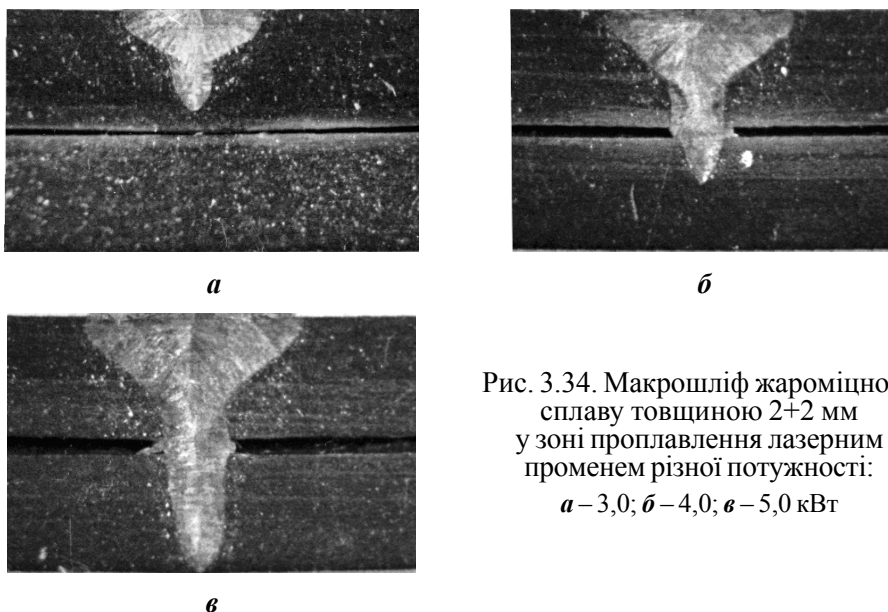 а
б
в
Рис. 3.34. Макрошліф жароміцно
сплаву товщиною 2+2 мм
у зоні проплавлення лазерним
променем різної потужності:
а – 3,0; б – 4,0; в – 5,0 кВт